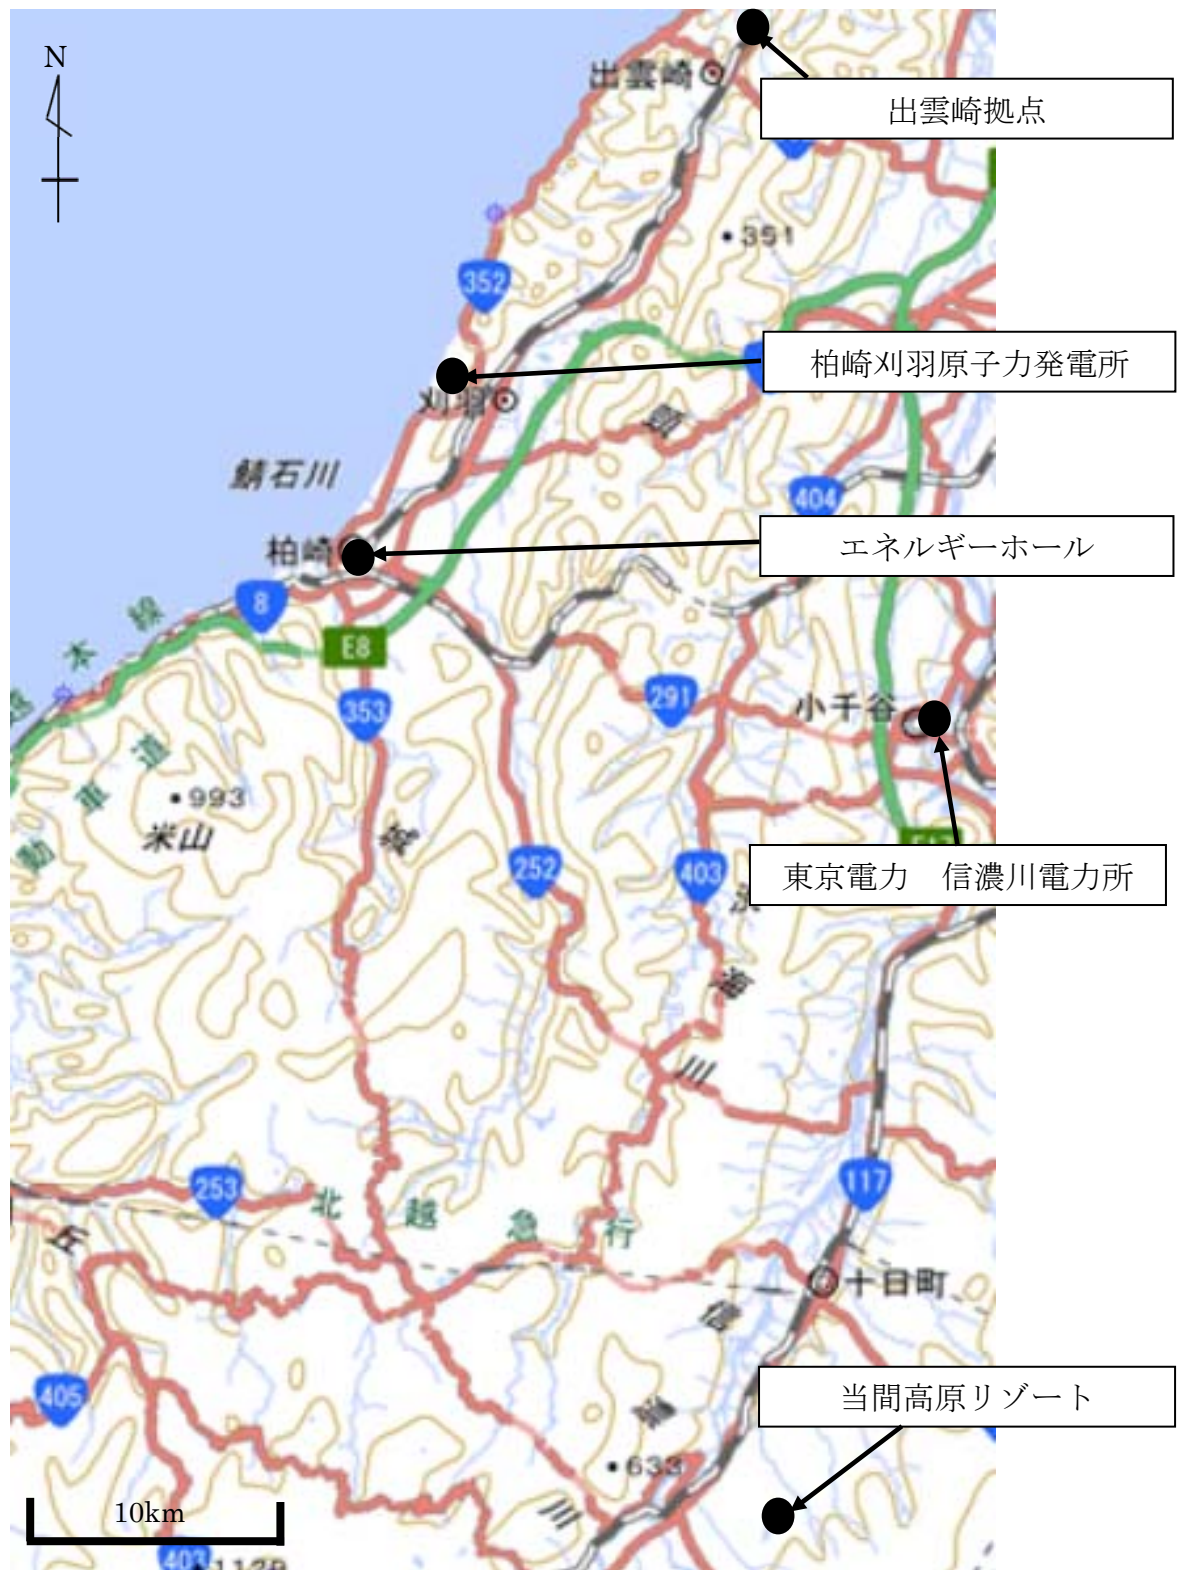 N
出雲崎
出雲崎拠点
351
352
柏崎刈羽原子力発電所
刈羽
鯖石川
404
柏崎
エネルギーホール
8
E8
291
353
小千谷
993
米山
252
403
東京電力 信濃川電力所
川
253
117
北越急行
丘
十日町
信
405
当間高原リゾート
633
川
10km
403